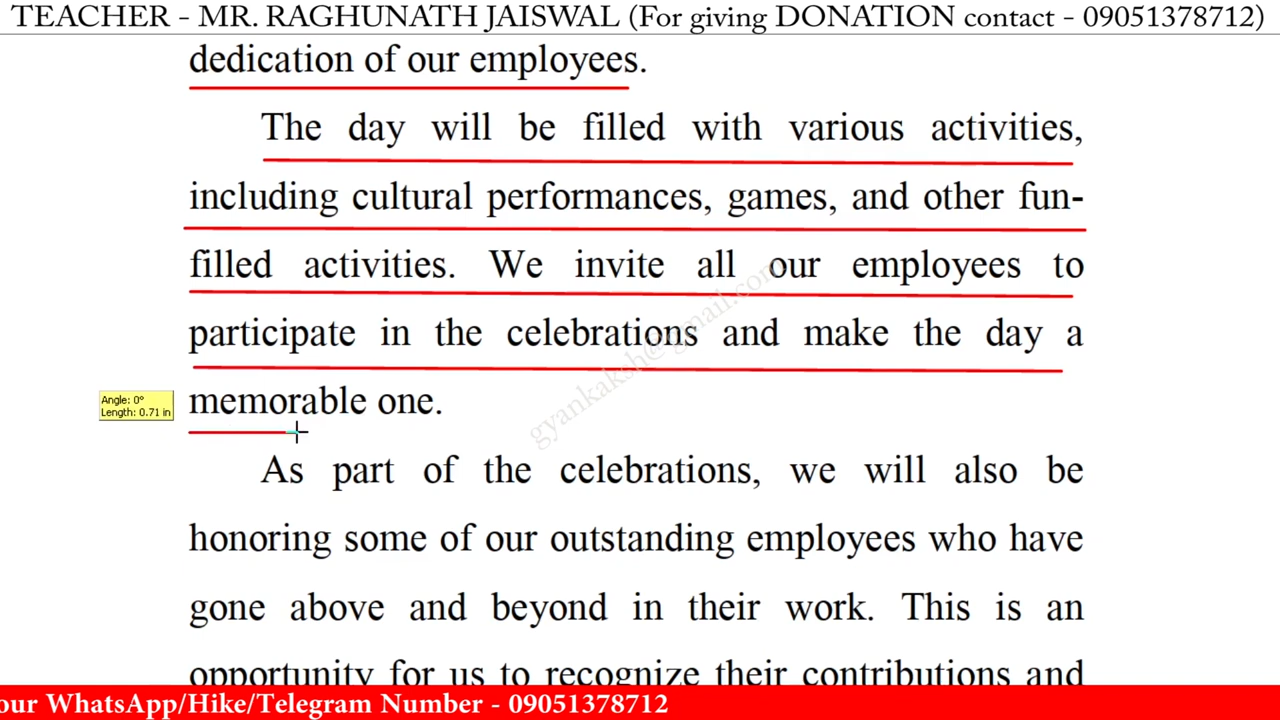 TEACHER - MR. RAGHUNATH JAISWAL (For giving DONATION contact - 09051378712)
dedication of our employees.
The day will be filled with various activities,
including cultural performances, games, and other fun-
filled activities. We invite all our employees to
participate in the celebrations and make the day a
Angle: 0°
Length: 0.71 in
memorable one.
gyankaksh@gmail.com
As part of the celebrations, we will also be
honoring some of our outstanding employees who have
gone above and beyond in their work. This is an
opportunity for us to recognize their contributions and
our WhatsApp/Hike/Telegram Number - 09051378712